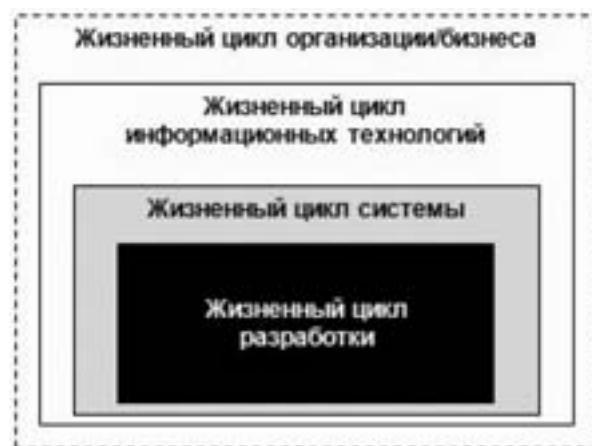 Жизненный цикл организации/бизнеса
Жизненный цикл
информационных технологий
Жизненный цикл системы
Жизненный цикл
разработки